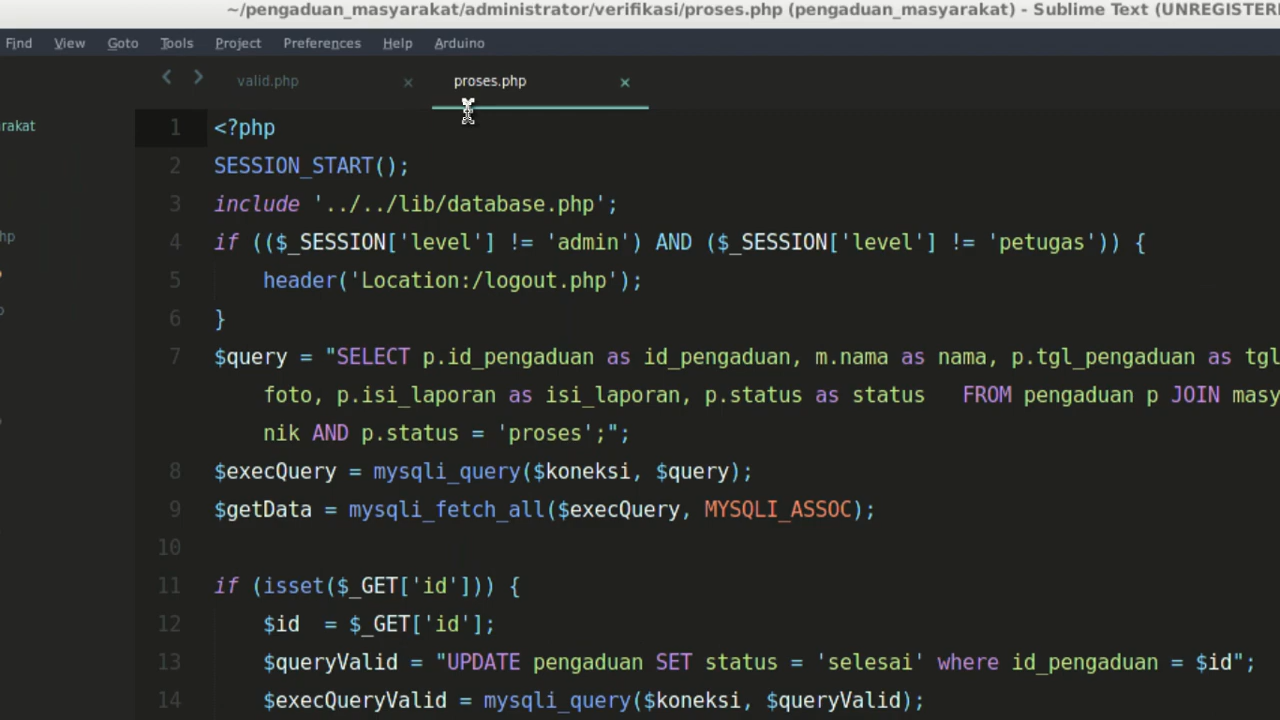 ~/pengaduan_masyarakat/administrator/verifikasi/proses.php (pengaduan_masyarakat) - Sublime Text (UNREGISTER
Find View Goto Tools Project Preferences Help Arduino
valid.php × proses.php ×
rakat
hp
1 <?php
2 SESSION_START();
3 include '../../lib/database.php';
4 if (($_SESSION['level'] != 'admin') AND ($_SESSION['level'] != 'petugas')) {
5 header('Location:/logout.php');
6 }
7 $query = "SELECT p.id_pengaduan as id_pengaduan, m.nama as nama, p.tgl_pengaduan as tgl
foto, p.isi_laporan as isi_laporan, p.status as status   FROM pengaduan p JOIN masy
nik AND p.status = 'proses';";
8 $execQuery = mysqli_query($koneksi, $query);
9 $getData = mysqli_fetch_all($execQuery, MYSQLI_ASSOC);
10
11 if (isset($_GET['id'])) {
12 $id  = $_GET['id'];
13 $queryValid = "UPDATE pengaduan SET status = 'selesai' where id_pengaduan = $id";
14 $execQueryValid = mysqli_query($koneksi, $queryValid);